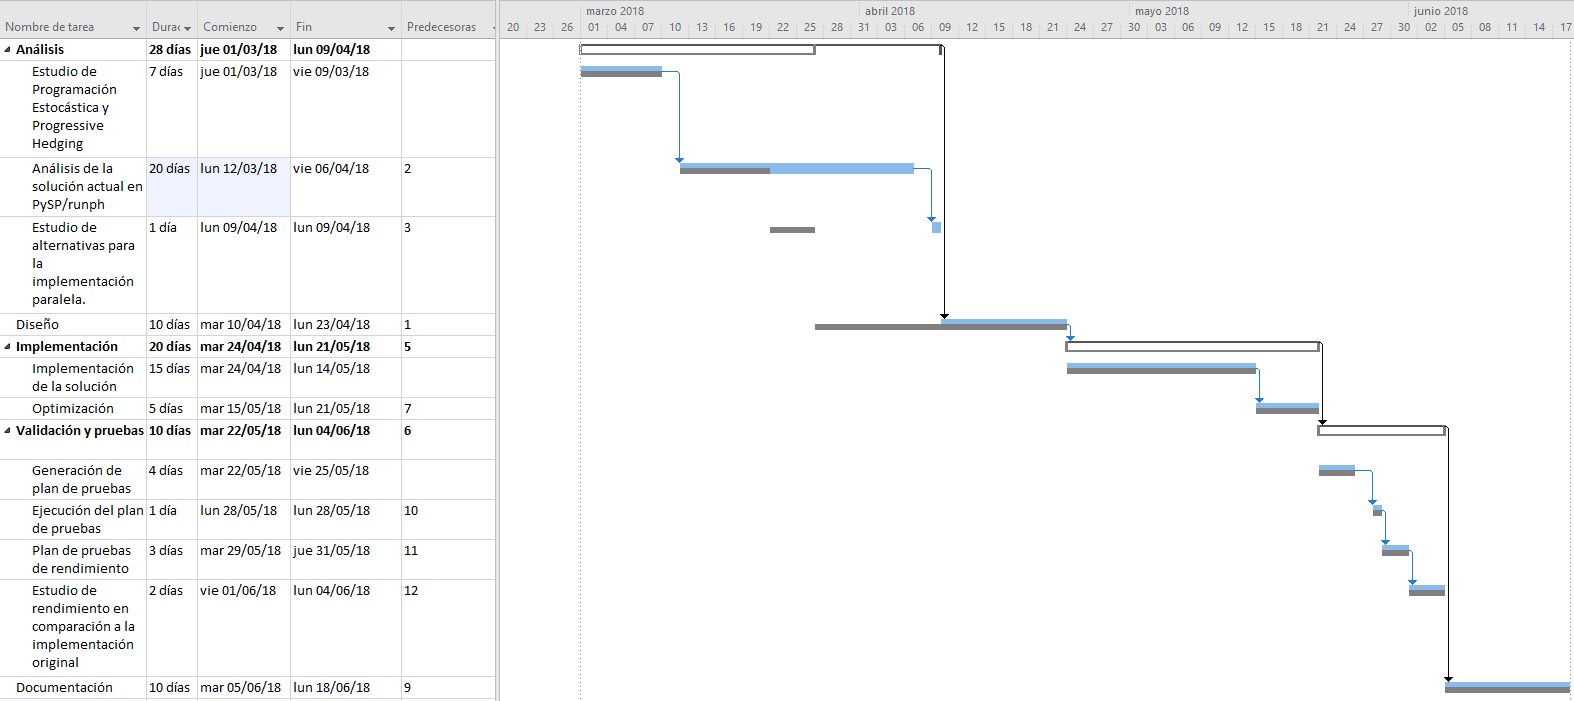 marzo 2018 abril 2018 mayo 2018 junio 2018
Nombre de tarea Durac Comienzo Fin Predecesoras 20 23 26 01 04 07 10 13 16 19 22 25 28 31 03 06 09 12 15 18 21 24 27 30 03 06 09 12 15 18 21 24 27 30 02 05 08 11 14 17
Análisis 28 días jue 01/03/18 lun 09/04/18
Estudio de 7 días jue 01/03/18 vie 09/03/18
Programación
Estocástica y
Progressive
Hedging
Análisis de la 20 días lun 12/03/18 vie 06/04/18 2
solución actual en
PySP/runph
Estudio de 1 día lun 09/04/18 lun 09/04/18 3
alternativas para
la
implementación
paralela.
Diseño 10 días mar 10/04/18 lun 23/04/18 1
Implementación 20 días mar 24/04/18 lun 21/05/18 5
Implementación 15 días mar 24/04/18 lun 14/05/18
de la solución
Optimización 5 días mar 15/05/18 lun 21/05/18 7
Validación y pruebas 10 días mar 22/05/18 lun 04/06/18 6
Generación de 4 días mar 22/05/18 vie 25/05/18
plan de pruebas
Ejecución del plan 1 día lun 28/05/18 lun 28/05/18 10
de pruebas
Plan de pruebas 3 días mar 29/05/18 jue 31/05/18 11
de rendimiento
Estudio de 2 días vie 01/06/18 lun 04/06/18 12
rendimiento en
comparación a la
implementación
original
Documentación 10 días mar 05/06/18 lun 18/06/18 9